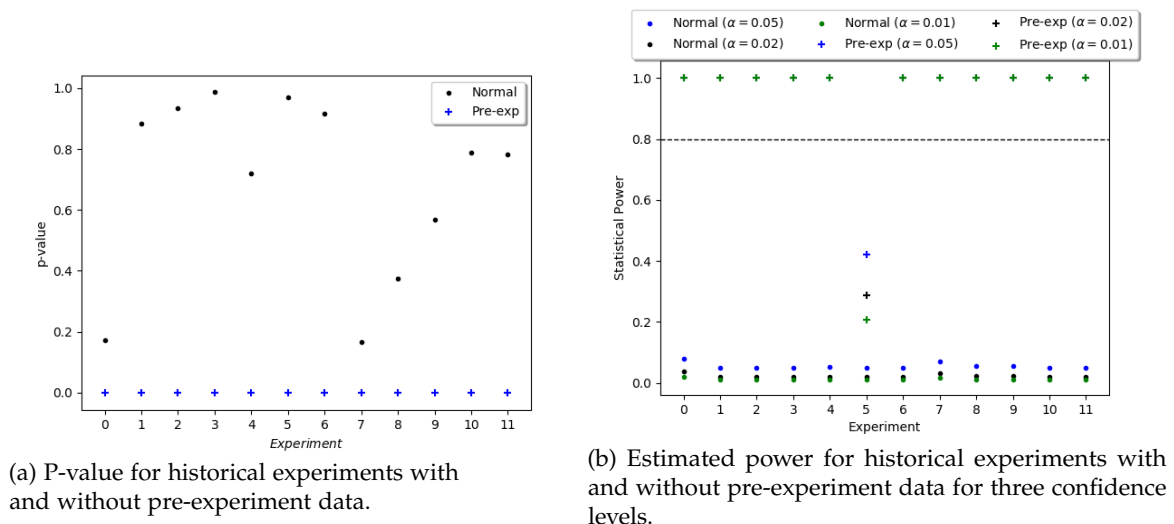 1.0
0.8
0.6
0.4
0.2
0.0
p-value
Normal
Pre-exp
0 1 2 3 4 5 6 7 8 9 10 11
Experiment
(a) P-value for historical experiments with
and without pre-experiment data.
Normal (α = 0.05) Normal (α = 0.01) Pre-exp (α = 0.02)
Normal (α = 0.02) Pre-exp (α = 0.05) Pre-exp (α = 0.01)
1.0
0.8
0.6
0.4
0.2
0.0
Statistical Power
0 1 2 3 4 5 6 7 8 9 10 11
Experiment
(b) Estimated power for historical experiments with
and without pre-experiment data for three confidence
levels.